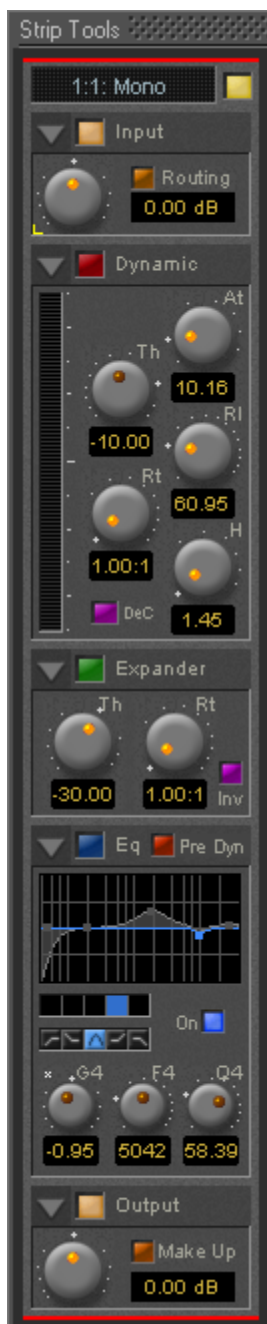 Strip Tools
1:1: Mono
Input
Routing
0.00 dB
Dynamic
At
Th
10.16
-10.00
Rl
Rt
60.95
1.00:1
H
DeC
1.45
Expander
Th Rt
-30.00 1.00:1
Inv
Eq Pre Dyn
On
G4 F4 Q4
-0.95 5042 58.39
Output
Make Up
0.00 dB